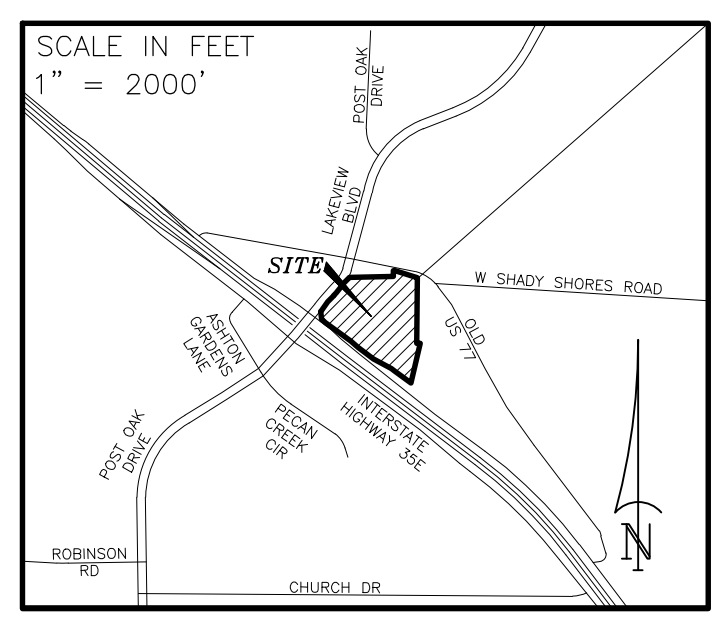 SCALE IN FEET
1" = 2000'
POST OAK
DRIVE
LAKEVIEW
BLVD
SITE
W SHADY SHORES ROAD
OLD
US 77
ASHTON
GARDENS
LANE
INTERSTATE
HIGHWAY 35E
PECAN
CREEK
CIR
POST OAK
DRIVE
N
ROBINSON
RD
CHURCH DR